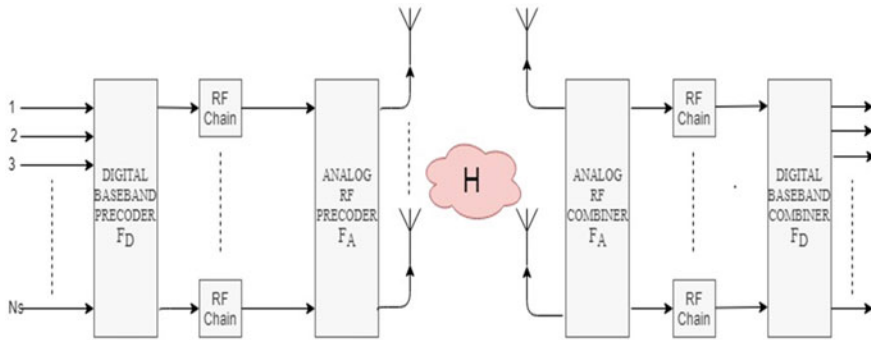 1
2
3
Ns
DIGITAL
BASEBAND
PRECODER
FD
RF
Chain
RF
Chain
ANALOG
RF
PRECODER
FA
H
ANALOG
RF
COMBINER
FA
RF
Chain
RF
Chain
DIGITAL
BASEBAND
COMBINER
FD